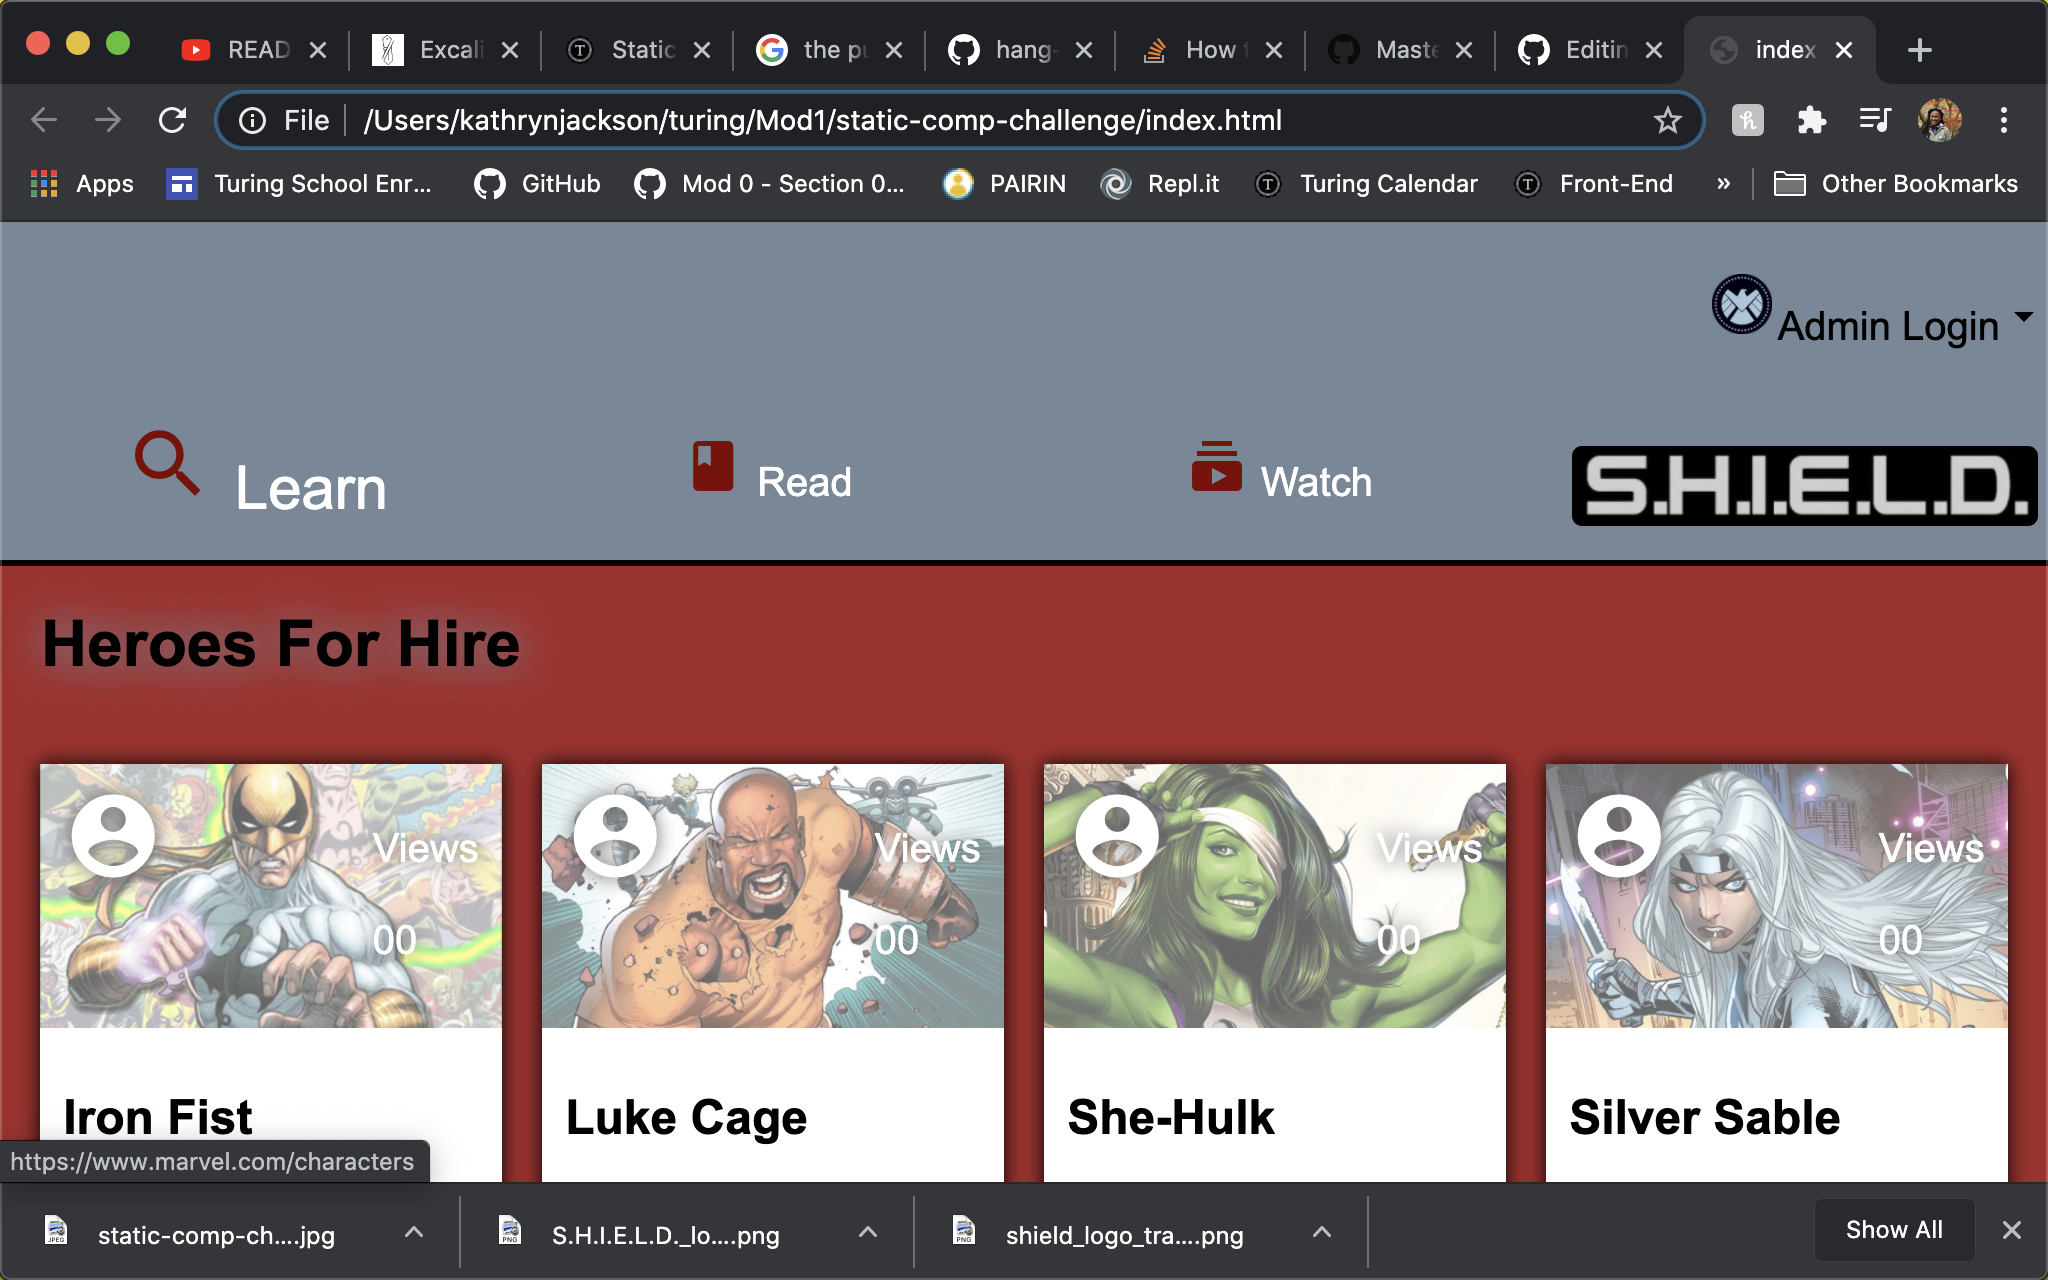 READ
Excali
Static
the pu
hang-
How t
Maste
Editin
index
File /Users/kathrynjackson/turing/Mod1/static-comp-challenge/index.html
Apps Turing School Enr... GitHub Mod 0 - Section 0... PAIRIN Repl.it Turing Calendar Front-End » Other Bookmarks
Admin Login
Learn Read Watch S.H.I.E.L.D.
Heroes For Hire
Views Views Views Views
00 00 00 00
Iron Fist Luke Cage She-Hulk Silver Sable
https://www.marvel.com/characters
static-comp-ch....jpg S.H.I.E.L.D._lo....png shield_logo_tra....png Show All